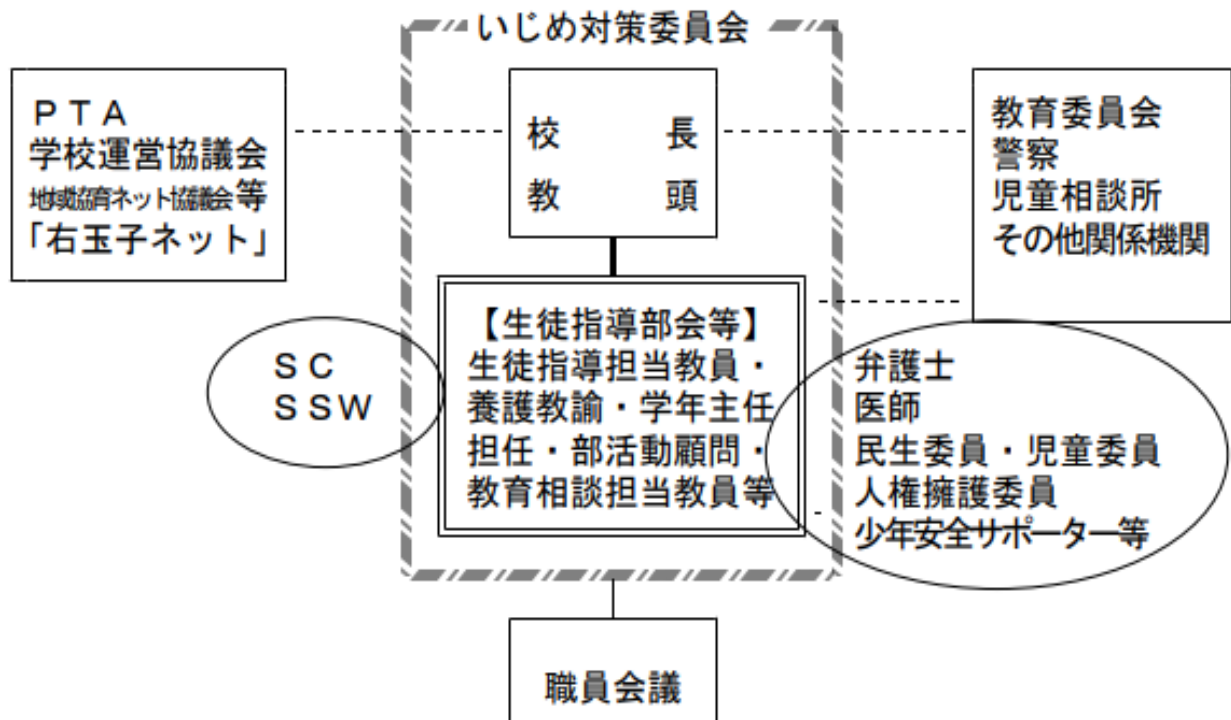 いじめ対策委員会
PTA
学校運営協議会
地域協育ネット協議会等
「右玉子ネット」
校 長
教 頭
教育委員会
警察
児童相談所
その他関係機関
SC
SSW
【生徒指導部会等】
生徒指導担当教員・
養護教諭・学年主任
担任・部活動顧問・
教育相談担当教員等
弁護士
医師
民生委員・児童委員
人権擁護委員
少年安全サポーター等
職員会議